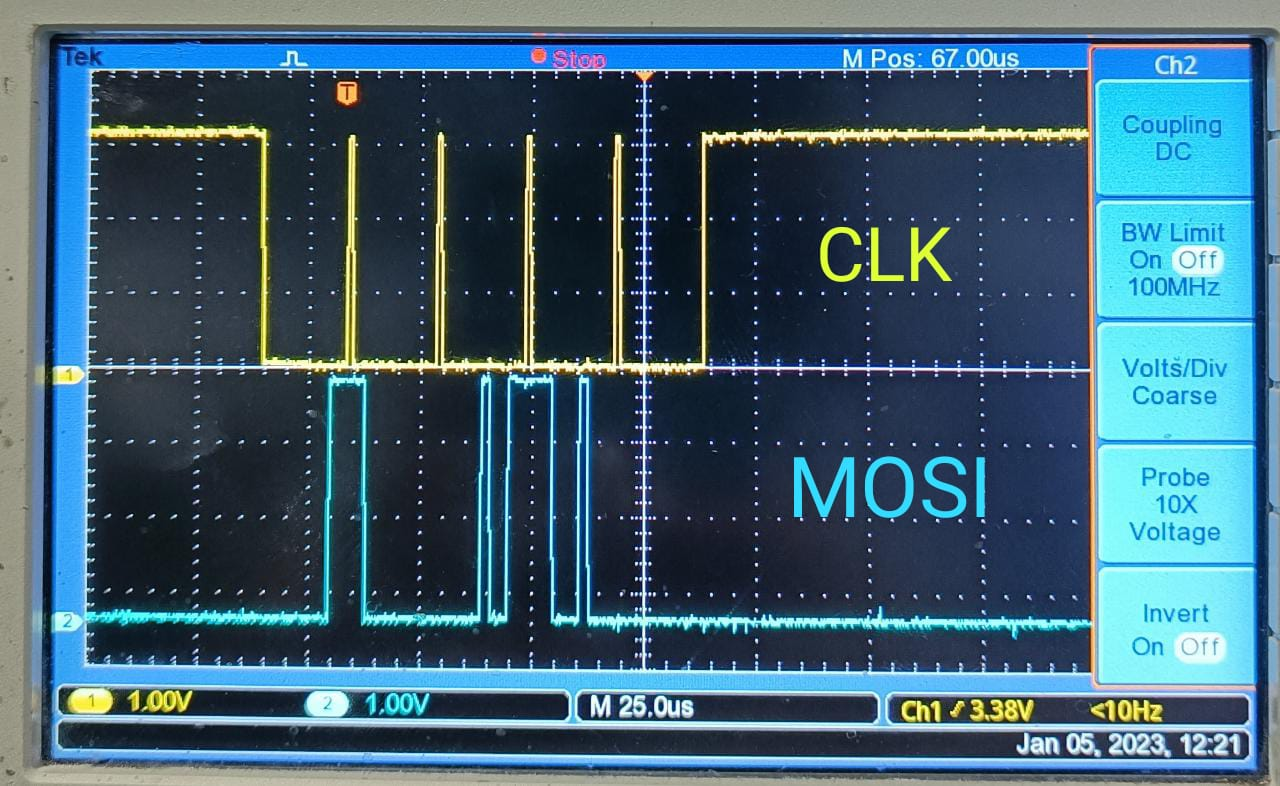 Tek
Stop
M Pos: 67.00us
Ch2
T
Coupling
DC
BW Limit
On Off
100MHz
CLK
1
Volts/Div
Coarse
MOSI
Probe
10X
Voltage
2
Invert
On Off
1 1.00V 2 1.00V M 25.0us Ch1 3.38V <10Hz
Jan 05, 2023, 12:21